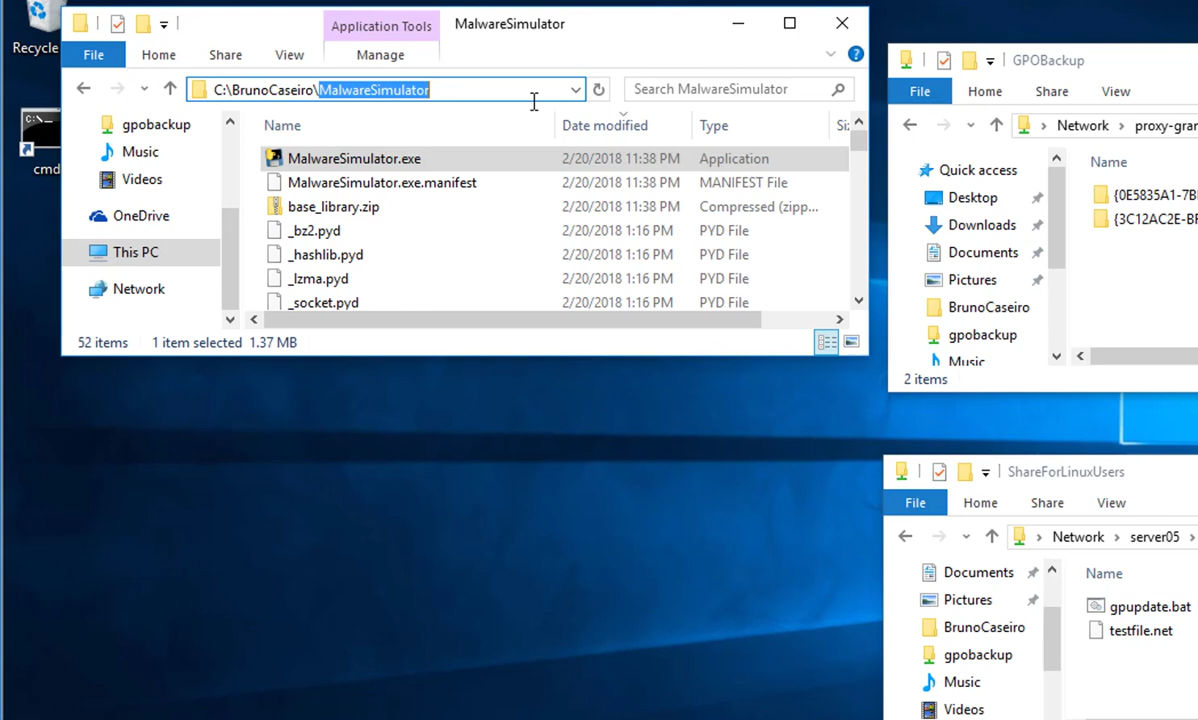 Recycle
cmd
Application Tools
MalwareSimulator
File
Home
Share
View
Manage
C:\BrunoCaseiro\MalwareSimulator
Search MalwareSimulator
gpobackup
Music
Videos
OneDrive
This PC
Network
Name
Date modified
Type
MalwareSimulator.exe
2/20/2018 11:38 PM
Application
MalwareSimulator.exe.manifest
2/20/2018 11:38 PM
MANIFEST File
base_library.zip
2/20/2018 11:38 PM
Compressed (zipp...
_bz2.pyd
2/20/2018 1:16 PM
PYD File
_hashlib.pyd
2/20/2018 1:16 PM
PYD File
_lzma.pyd
2/20/2018 1:16 PM
PYD File
_socket.pyd
2/20/2018 1:16 PM
PYD File
52 items
1 item selected 1.37 MB
GPOBackup
File
Home
Share
View
Network
proxy-gran
Quick access
Desktop
Downloads
Documents
Pictures
BrunoCaseiro
gpobackup
Music
Name
{0E5835A1-7B
{3C12AC2E-BF
2 items
ShareForLinuxUsers
File
Home
Share
View
Network
server05
Documents
Pictures
BrunoCaseiro
gpobackup
Music
Videos
Name
gpupdate.bat
testfile.net